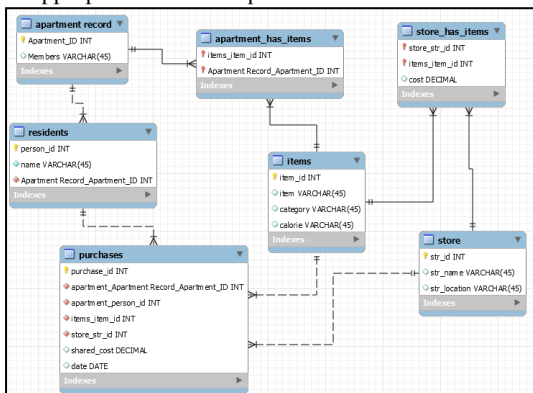 apartment record
Apartment_ID INT
Members VARCHAR(45)
Indexes
apartment_has_items
items_item_id INT
Apartment Record_Apartment_ID INT
Indexes
store_has_items
store_str_id INT
items_item_id INT
cost DECIMAL
Indexes
residents
person_id INT
name VARCHAR(45)
Apartment Record_Apartment_ID INT
Indexes
items
item_id INT
item VARCHAR(45)
category VARCHAR(45)
calorie VARCHAR(45)
Indexes
store
str_id INT
str_name VARCHAR(45)
str_location VARCHAR(45)
Indexes
purchases
purchase_id INT
apartment_Apartment Record_Apartment_ID INT
apartment_person_id INT
items_item_id INT
store_str_id INT
shared_cost DECIMAL
date DATE
Indexes